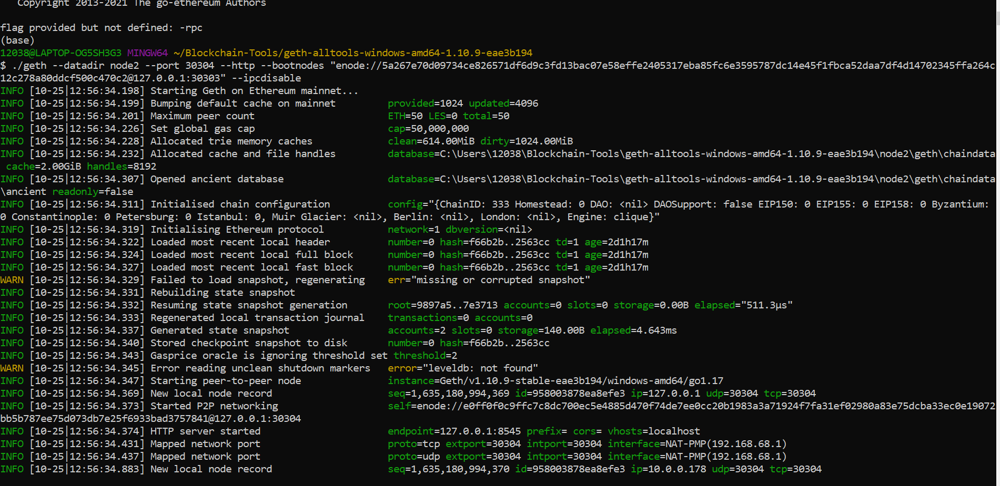 Copyright 2013-2021 The go-ethereum Authors
flag provided but not defined: -rpc
(base)
12038@LAPTOP-OG5SH3G3 MINGW64 ~/Blockchain-Tools/geth-alltools-windows-amd64-1.10.9-eae3b194
$ ./geth --datadir node2 --port 30304 --http --bootnodes "enode://5a267e70d09734ce826571df6d9c3fd13bac07e58effe2405317eba85fc6e3595787dc14e45f1fbca52daa7df4d14702345ffa264c
12c278a80ddcf500c470c2@127.0.0.1:30303" --ipcdisable
INFO [10-25|12:56:34.198] Starting Geth on Ethereum mainnet...
INFO [10-25|12:56:34.199] Bumping default cache on mainnet provided=1024 updated=4096
INFO [10-25|12:56:34.201] Maximum peer count ETH=50 LES=0 total=50
INFO [10-25|12:56:34.226] Set global gas cap cap=50,000,000
INFO [10-25|12:56:34.228] Allocated trie memory caches clean=614.00MiB dirty=1024.00MiB
INFO [10-25|12:56:34.232] Allocated cache and file handles database=C:\Users\12038\Blockchain-Tools\geth-alltools-windows-amd64-1.10.9-eae3b194\node2\geth\chaindata
cache=2.00GiB handles=8192
INFO [10-25|12:56:34.307] Opened ancient database database=C:\Users\12038\Blockchain-Tools\geth-alltools-windows-amd64-1.10.9-eae3b194\node2\geth\chaindata
\ancient readonly=false
INFO [10-25|12:56:34.311] Initialised chain configuration config="{ChainID: 333 Homestead: 0 DAO: <nil> DAOSupport: false EIP150: 0 EIP155: 0 EIP158: 0 Byzantium:
0 Constantinople: 0 Petersburg: 0 Istanbul: 0, Muir Glacier: <nil>, Berlin: <nil>, London: <nil>, Engine: clique}"
INFO [10-25|12:56:34.319] Initialising Ethereum protocol network=1 dbversion=<nil>
INFO [10-25|12:56:34.322] Loaded most recent local header number=0 hash=f66b2b..2563cc td=1 age=2d1h17m
INFO [10-25|12:56:34.324] Loaded most recent local full block number=0 hash=f66b2b..2563cc td=1 age=2d1h17m
INFO [10-25|12:56:34.327] Loaded most recent local fast block number=0 hash=f66b2b..2563cc td=1 age=2d1h17m
WARN [10-25|12:56:34.329] Failed to load snapshot, regenerating err="missing or corrupted snapshot"
INFO [10-25|12:56:34.331] Rebuilding state snapshot
INFO [10-25|12:56:34.332] Resuming state snapshot generation root=9897a5..7e3713 accounts=0 slots=0 storage=0.00B elapsed="511.3µs"
INFO [10-25|12:56:34.333] Regenerated local transaction journal transactions=0 accounts=0
INFO [10-25|12:56:34.337] Generated state snapshot accounts=2 slots=0 storage=140.00B elapsed=4.643ms
INFO [10-25|12:56:34.340] Stored checkpoint snapshot to disk number=0 hash=f66b2b..2563cc
INFO [10-25|12:56:34.343] Gasprice oracle is ignoring threshold set threshold=2
WARN [10-25|12:56:34.345] Error reading unclean shutdown markers error="leveldb: not found"
INFO [10-25|12:56:34.347] Starting peer-to-peer node instance=Geth/v1.10.9-stable-eae3b194/windows-amd64/go1.17
INFO [10-25|12:56:34.369] New local node record seq=1,635,180,994,369 id=958003878ea8efe3 ip=127.0.0.1 udp=30304 tcp=30304
INFO [10-25|12:56:34.373] Started P2P networking self=enode://e0ff0f0c9ffc7c8dc700ec5e4885d470f74de7ee0cc20b1983a3a71924f7fa31ef02980a83e75dcba33ec0e19072
bb5b787ee75d073db7e25f6933bad3757841@127.0.0.1:30304
INFO [10-25|12:56:34.374] HTTP server started endpoint=127.0.0.1:8545 prefix= cors= vhosts=localhost
INFO [10-25|12:56:34.431] Mapped network port proto=tcp extport=30304 intport=30304 interface=NAT-PMP(192.168.68.1)
INFO [10-25|12:56:34.437] Mapped network port proto=udp extport=30304 intport=30304 interface=NAT-PMP(192.168.68.1)
INFO [10-25|12:56:34.883] New local node record seq=1,635,180,994,370 id=958003878ea8efe3 ip=10.0.0.178 udp=30304 tcp=30304